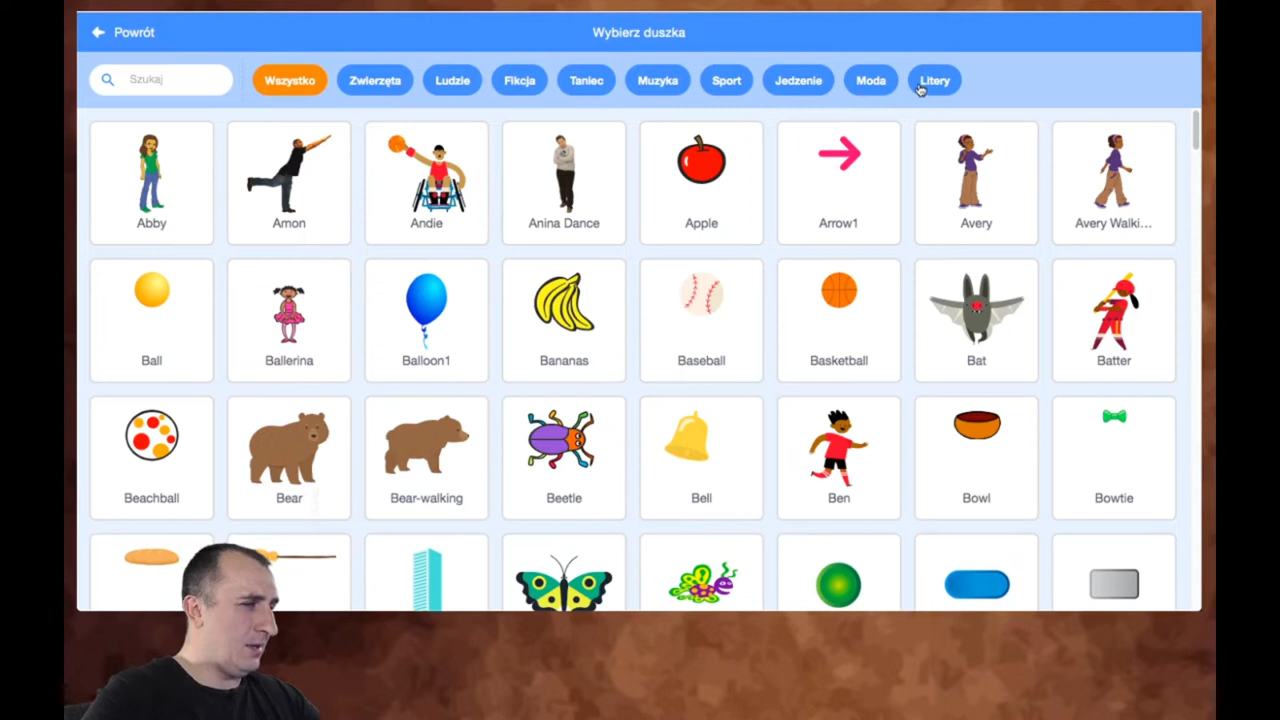 Powrót
Wybierz duszka
Szukaj
Wszystko Zwierzęta Ludzie Fikcja Taniec Muzyka Sport Jedzenie Moda Litery
Abby Amon Andie Anina Dance Apple Arrow1 Avery Avery Walki...
Ball Ballerina Balloon1 Bananas Baseball Basketball Bat Batter
Beachball Bear Bear-walking Beetle Bell Ben Bowl Bowtie